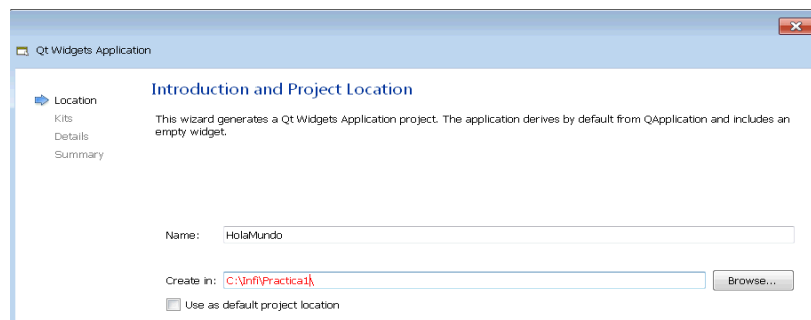 Qt Widgets Application
Introduction and Project Location
Location
Kits
Details
Summary
This wizard generates a Qt Widgets Application project. The application derives by default from QApplication and includes an
empty widget.
Name: HolaMundo
Create in: C:\Infi\Practica1\
Browse...
Use as default project location